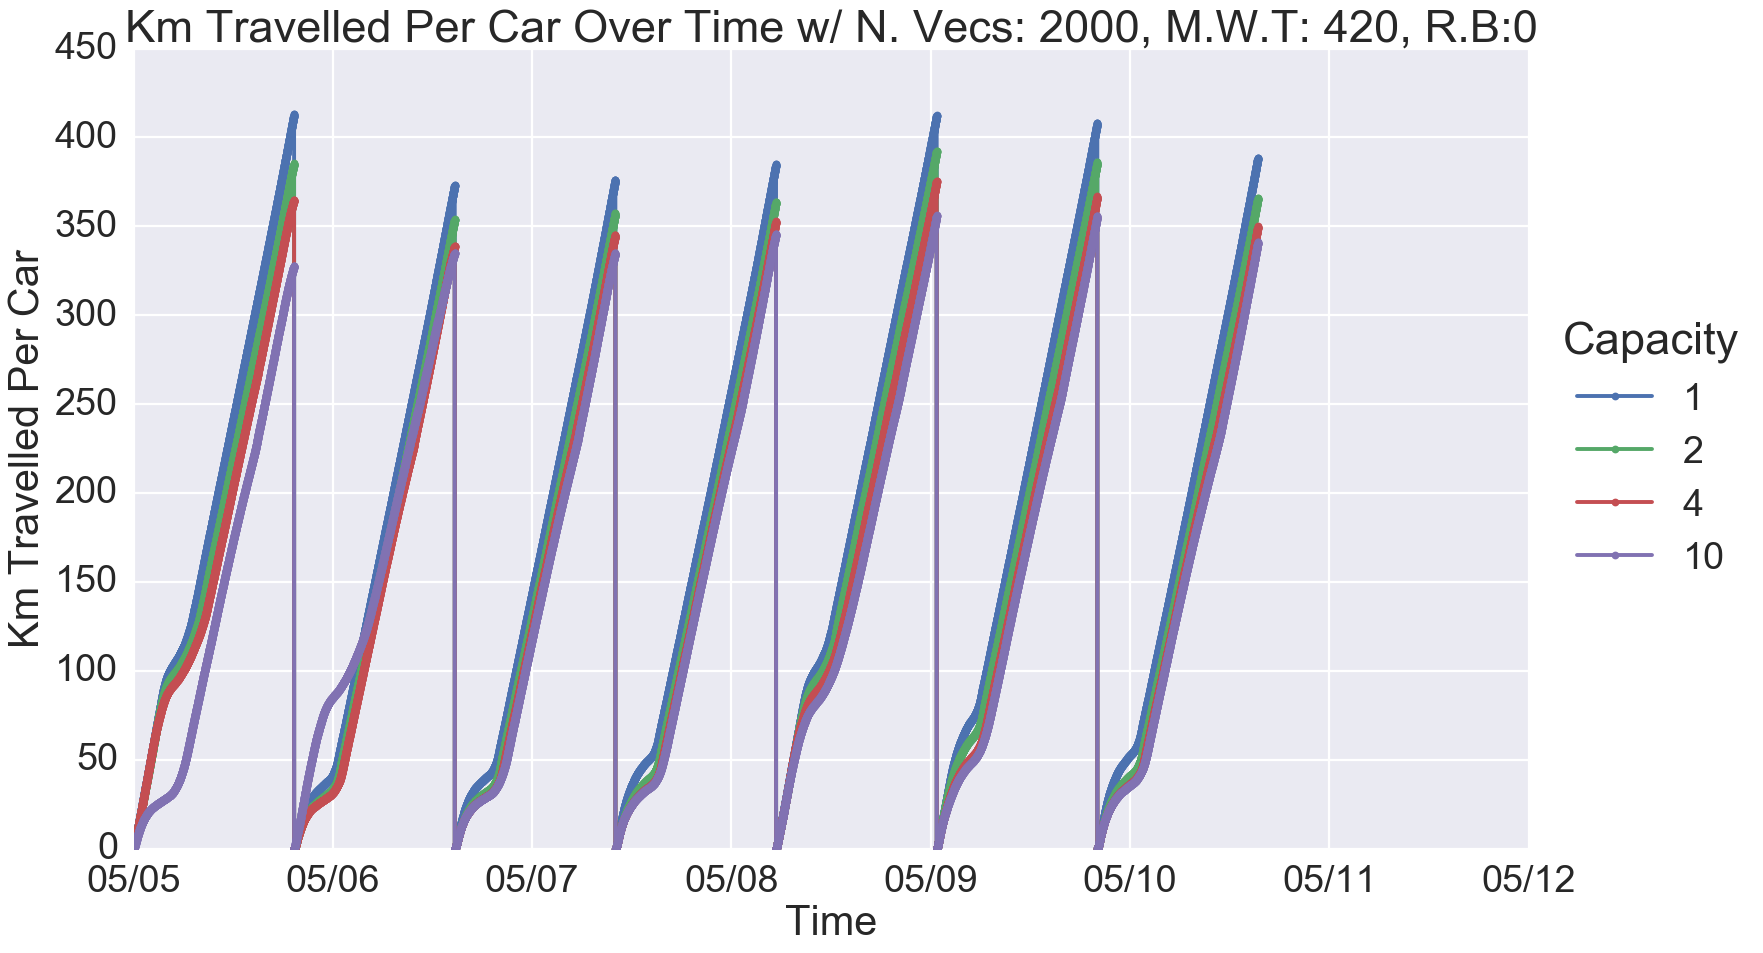 Km Travelled Per Car Over Time w/ N. Vecs: 2000, M.W.T: 420, R.B:0
450
400
350
300
250
200
150
100
50
0
Km Travelled Per Car
05/05 05/06 05/07 05/08 05/09 05/10 05/11 05/12
Time
Capacity
1
2
4
10